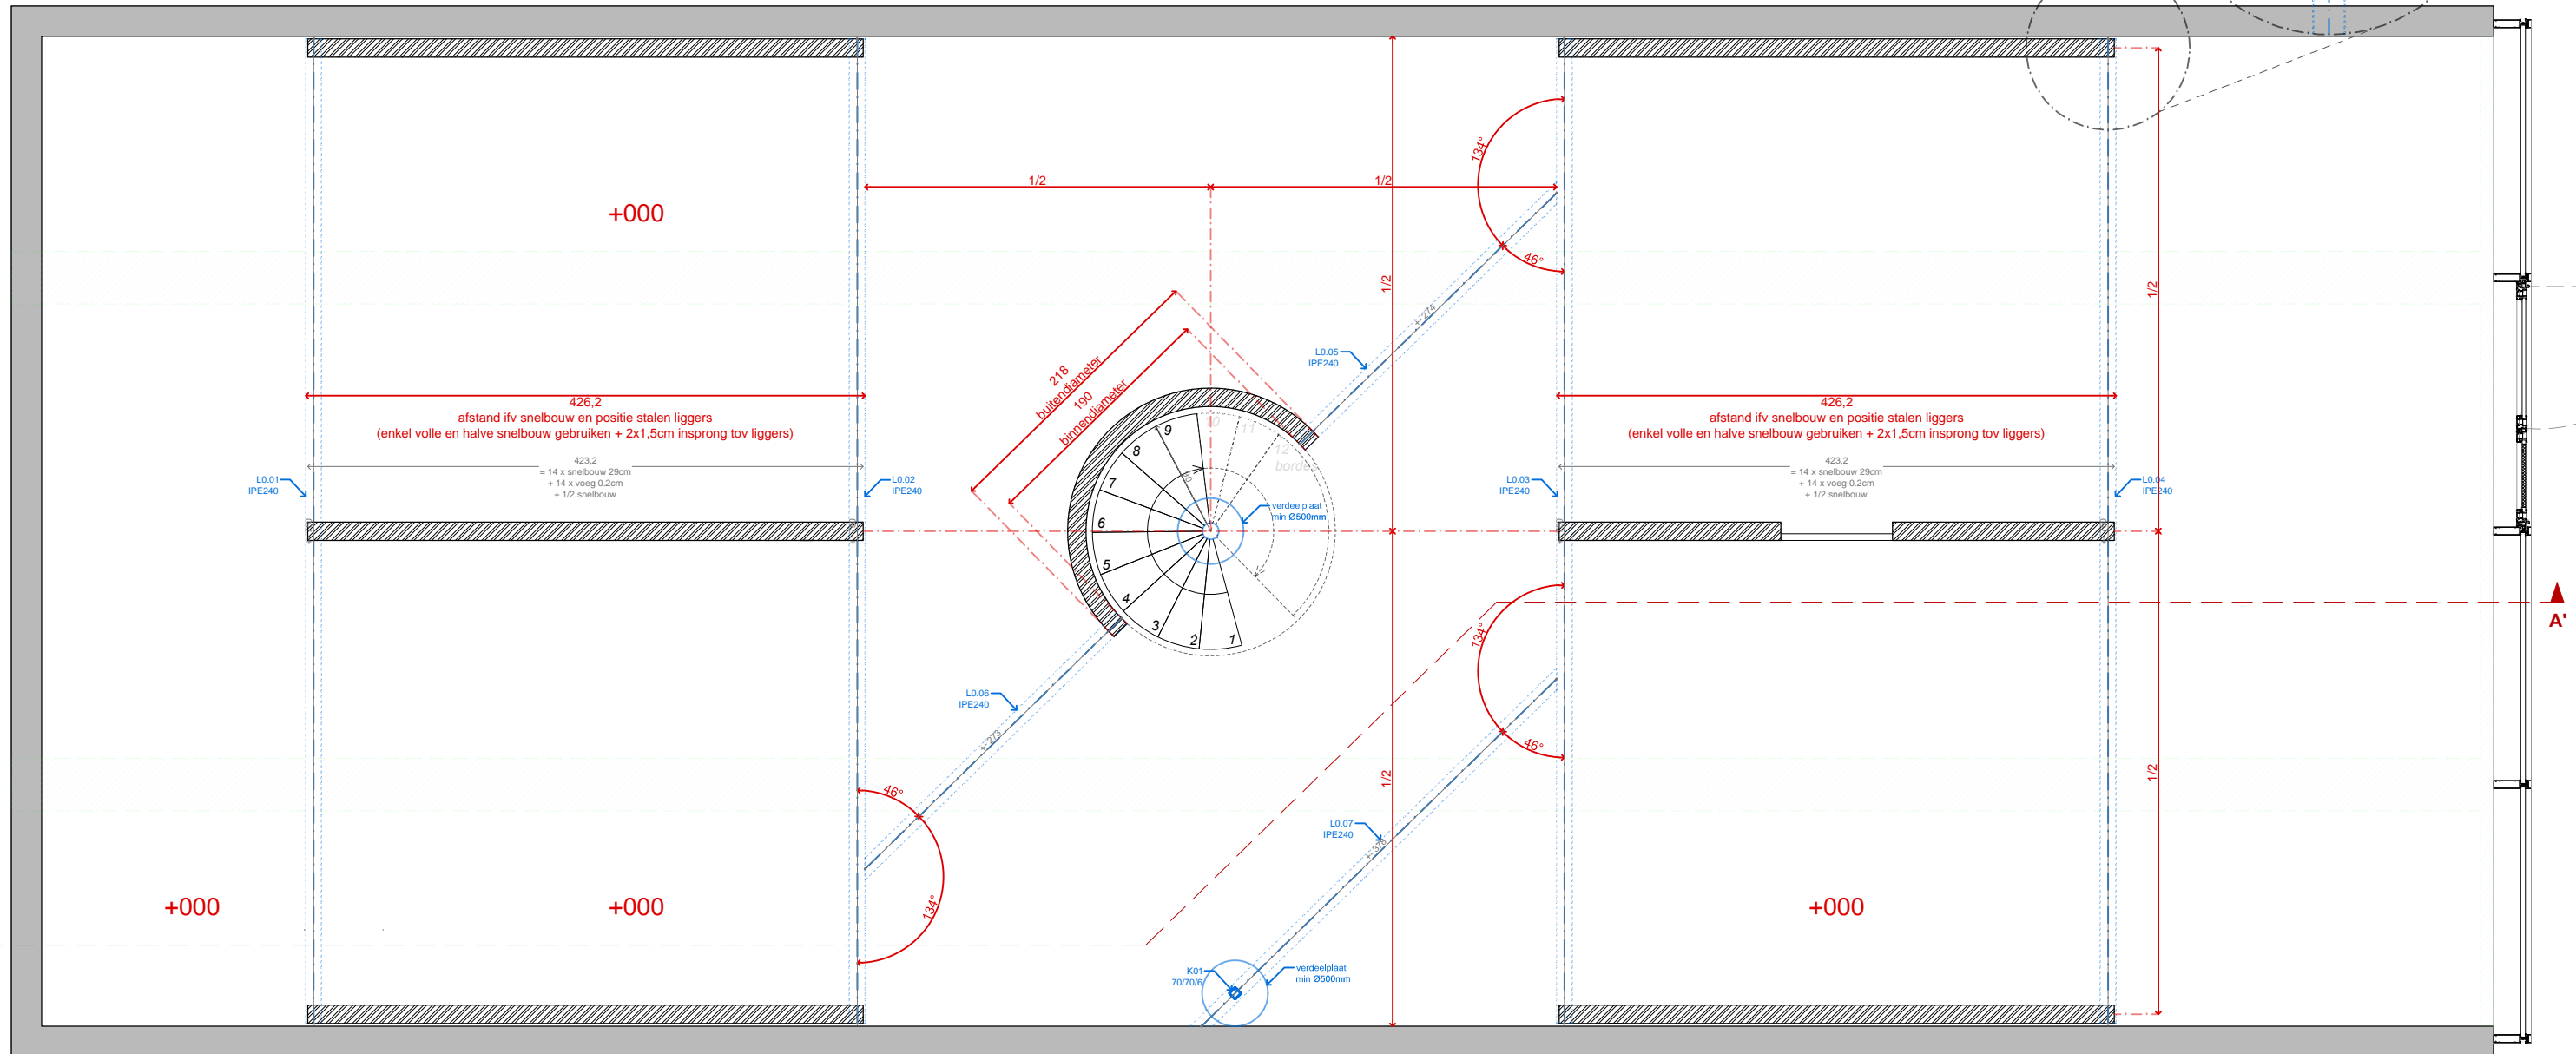 134°
1/2
1/2
+000
46°
1/2
1/2
+- 274
218
buitendiameter
190
binnendiameter
L0.05
IPE240
426,2
afstand ifv snelbouw en positie stalen liggers
(enkel volle en halve snelbouw gebruiken + 2x1,5cm insprong tov liggers)
426,2
afstand ifv snelbouw en positie stalen liggers
(enkel volle en halve snelbouw gebruiken + 2x1,5cm insprong tov liggers)
423,2
= 14 x snelbouw 29cm
+ 14 x voeg 0.2cm
+ 1/2 snelbouw
423,2
= 14 x snelbouw 29cm
+ 14 x voeg 0.2cm
+ 1/2 snelbouw
L0.01
IPE240
L0.02
IPE240
L0.03
IPE240
L0.04
IPE240
9
10
11
8
12
7
6
5
4
3
2
1
verdeelplaat
min Ø500mm
A'
134°
L0.06
IPE240
+- 273
46°
46°
1/2
1/2
L0.07
IPE240
134°
+000
+000
+000
K01
70/70/6
verdeelplaat
min Ø500mm